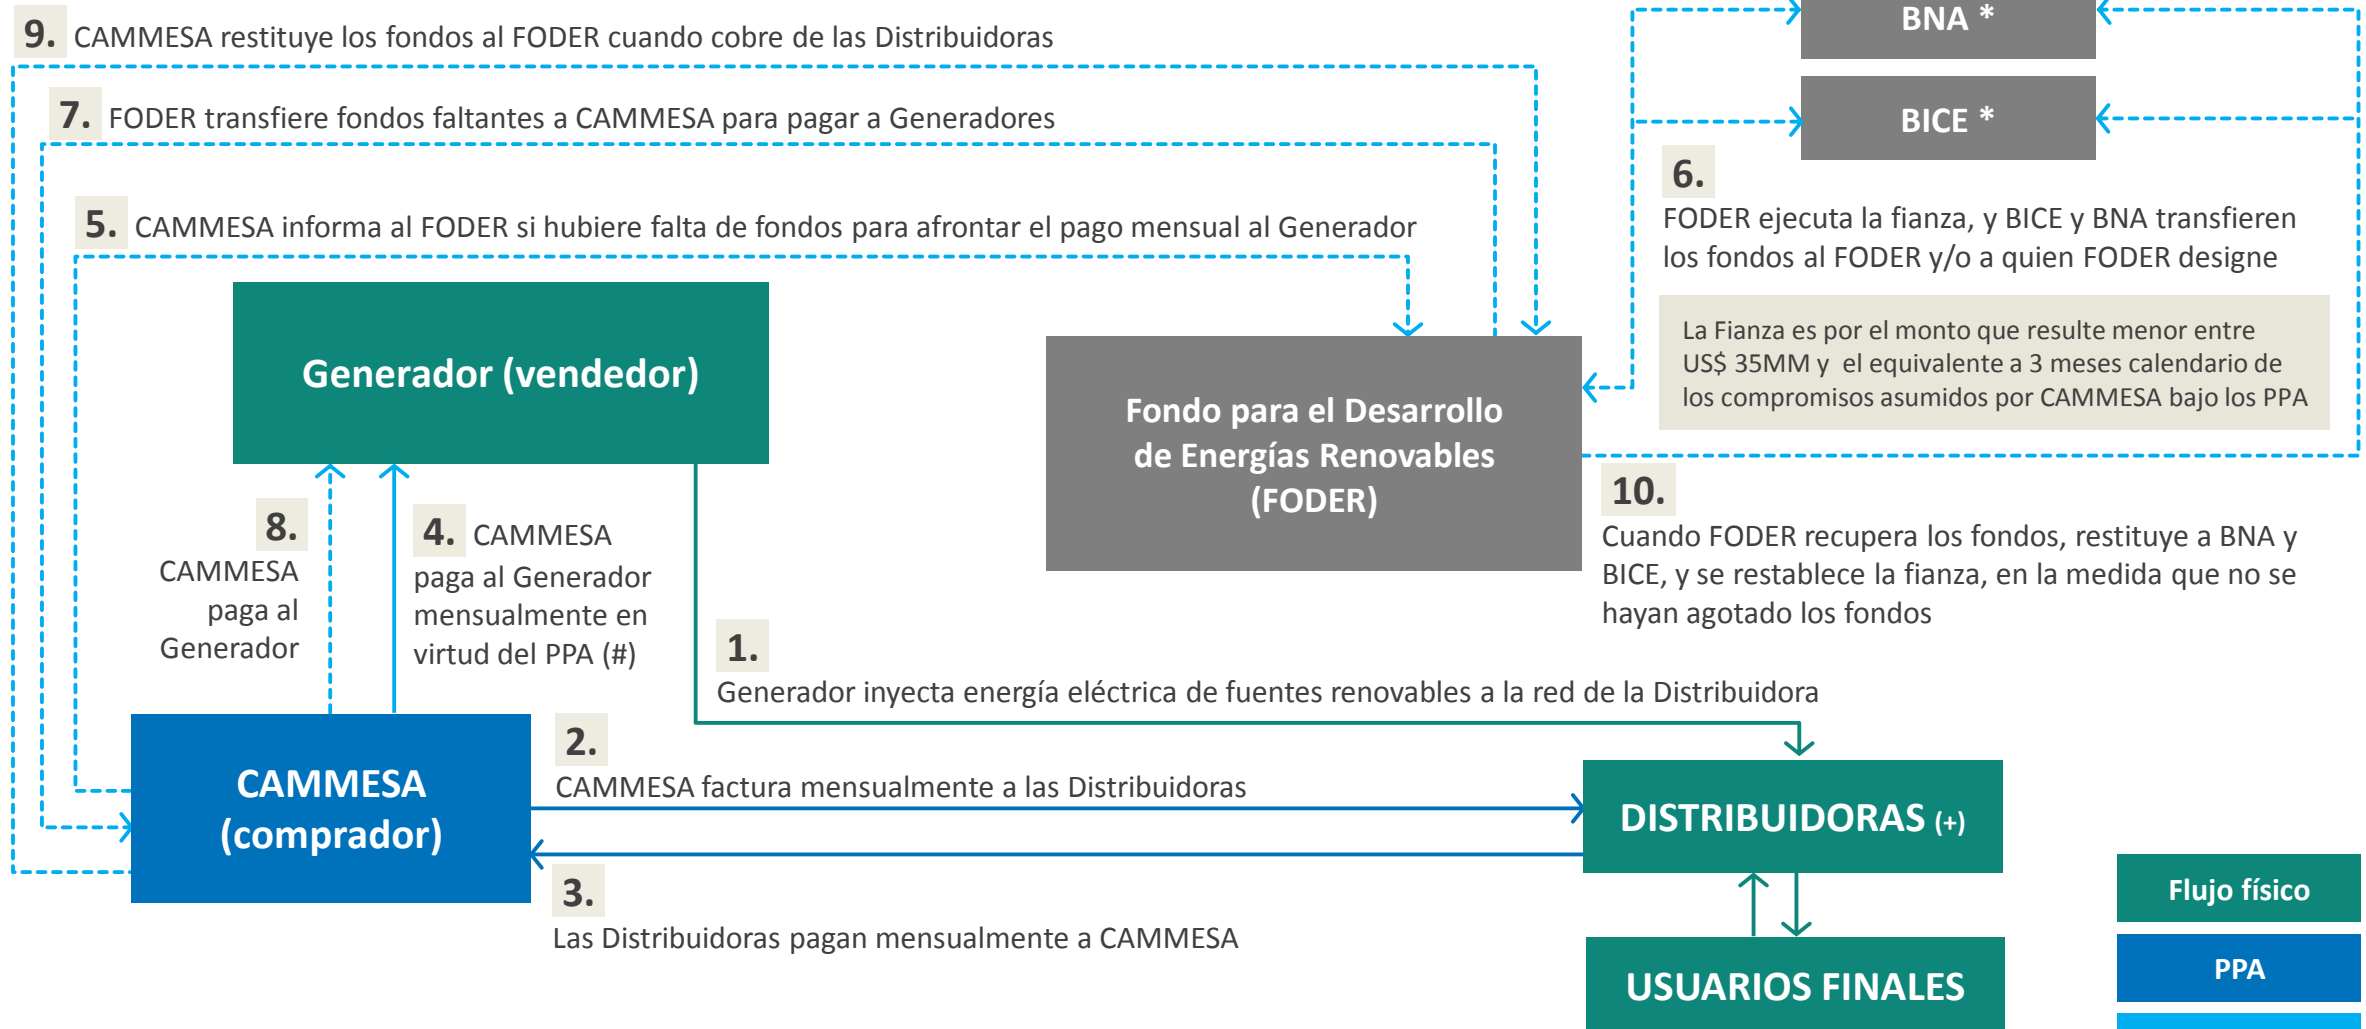 9. CAMMESA restituye los fondos al FODER cuando cobre de las Distribuidoras
BNA *
7. FODER transfiere fondos faltantes a CAMMESA para pagar a Generadores
BICE *
5. CAMMESA informa al FODER si hubiere falta de fondos para afrontar el pago mensual al Generador
6.
FODER ejecuta la fianza, y BICE y BNA transfieren
los fondos al FODER y/o a quien FODER designe
La Fianza es por el monto que resulte menor entre
US$ 35MM y el equivalente a 3 meses calendario de
los compromisos asumidos por CAMMESA bajo los PPA
Generador (vendedor)
Fondo para el Desarrollo
de Energías Renovables
(FODER)
10.
Cuando FODER recupera los fondos, restituye a BNA y
BICE, y se restablece la fianza, en la medida que no se
hayan agotado los fondos
8.
CAMMESA
paga al
Generador
4. CAMMESA
paga al Generador
mensualmente en
virtud del PPA (#)
1.
Generador inyecta energía eléctrica de fuentes renovables a la red de la Distribuidora
2.
CAMMESA factura mensualmente a las Distribuidoras
CAMMESA
(comprador)
DISTRIBUIDORAS (+)
3.
Las Distribuidoras pagan mensualmente a CAMMESA
USUARIOS FINALES
Flujo físico
PPA